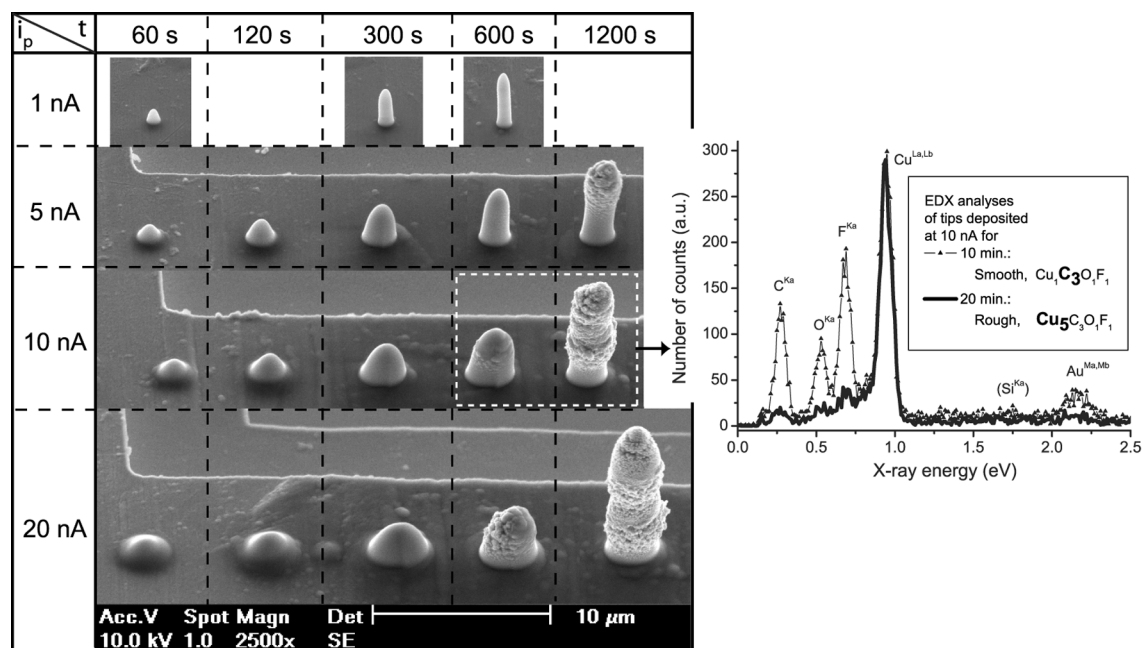 i_p t 60 s 120 s 300 s 600 s 1200 s
1 nA
5 nA
10 nA
20 nA
Acc.V Spot Magn Det 10 µm
10.0 kV 1.0 2500x SE
Number of counts (a.u.)
300
250
200
150
100
50
0
C^Ka
O^Ka
F^Ka
Cu^La,Lb
(Si^Ka)
Au^Ma,Mb
EDX analyses
of tips deposited
at 10 nA for
10 min.:
Smooth, Cu₁C₃O₁F₁
20 min.:
Rough, Cu₅C₃O₁F₁
0.0 0.5 1.0 1.5 2.0 2.5
X-ray energy (eV)